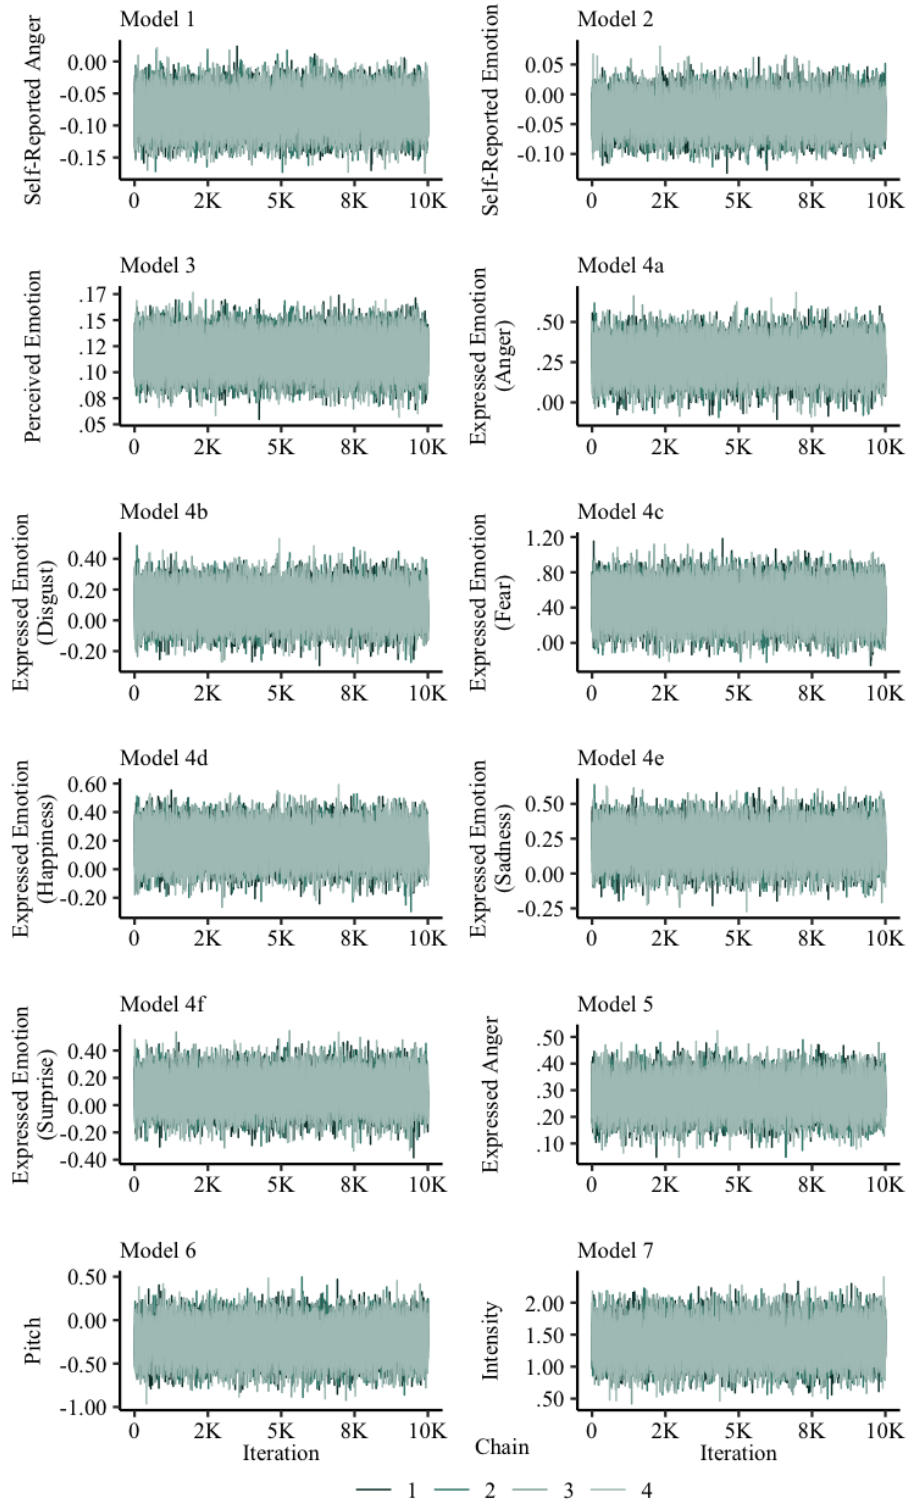 Model 1
Self-Reported Anger
0.00
-0.05
-0.10
-0.15
0 2K 5K 8K 10K
Model 2
Self-Reported Emotion
0.05
0.00
-0.05
-0.10
0 2K 5K 8K 10K
Model 3
Perceived Emotion
.17
.15
.12
.10
.08
.05
0 2K 5K 8K 10K
Model 4a
Expressed Emotion
(Anger)
.50
.25
.00
0 2K 5K 8K 10K
Model 4b
Expressed Emotion
(Disgust)
0.40
0.20
0.00
-0.20
0 2K 5K 8K 10K
Model 4c
Expressed Emotion
(Fear)
1.20
.80
.40
.00
0 2K 5K 8K 10K
Model 4d
Expressed Emotion
(Happiness)
0.60
0.40
0.20
0.00
-0.20
0 2K 5K 8K 10K
Model 4e
Expressed Emotion
(Sadness)
0.50
0.25
0.00
-0.25
0 2K 5K 8K 10K
Model 4f
Expressed Emotion
(Surprise)
0.40
0.20
0.00
-0.20
-0.40
0 2K 5K 8K 10K
Model 5
Expressed Anger
.50
.40
.30
.20
.10
0 2K 5K 8K 10K
Model 6
Pitch
0.50
0.00
-0.50
-1.00
0 2K 5K 8K 10K
Iteration
Model 7
Intensity
2.00
1.50
1.00
.50
0 2K 5K 8K 10K
Iteration
Chain
1 2 3 4